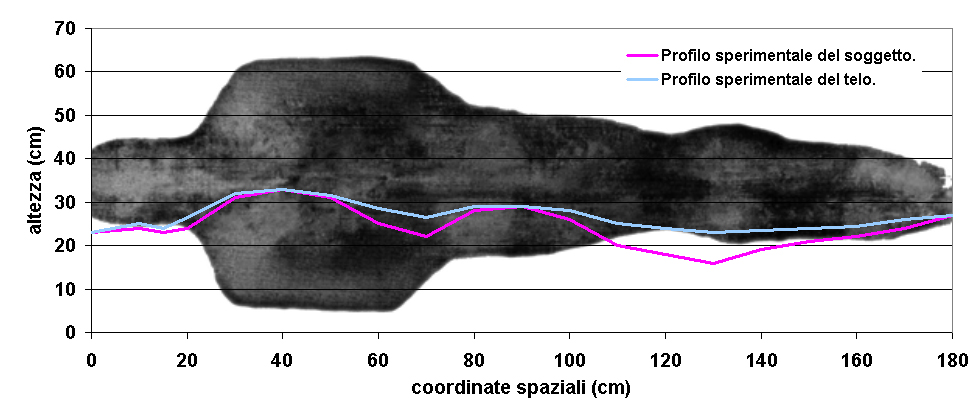 70
60
50
40
30
20
10
0
altezza (cm)
Profilo sperimentale del soggetto.
Profilo sperimentale del telo.
0 20 40 60 80 100 120 140 160 180
coordinate spaziali (cm)